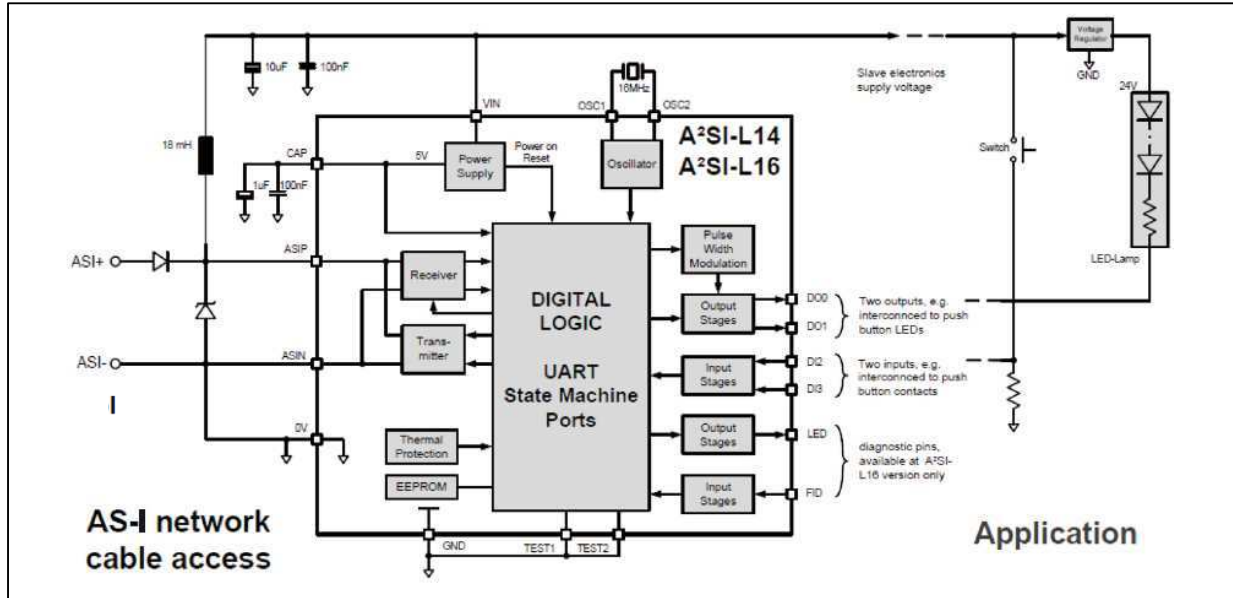 10uF
100nF
18 mH
1uF
100nF
CAP
VIN
5V
Power
Supply
Power on
Reset
16MHz
OSC1
OSC2
Oscillator
A²SI-L14
A²SI-L16
Slave electronics
supply voltage
Voltage
Regulator
GND
24V
Switch
LED-Lamp
ASI+
ASIP
ASI-
ASIN
I
0V
Receiver
Trans-
mitter
Thermal
Protection
EEPROM
DIGITAL
LOGIC
UART
State Machine
Ports
Pulse
Width
Modulation
Output
Stages
DO0
DO1
Two outputs, e.g.
interconnced to push
button LEDs
Input
Stages
DI2
DI3
Two inputs, e.g.
interconnced to push
button contacts
Output
Stages
LED
Input
Stages
FID
diagnostic pins,
available at A²SI-
L16 version only
GND
TEST1
TEST2
AS-I network
cable access
Application